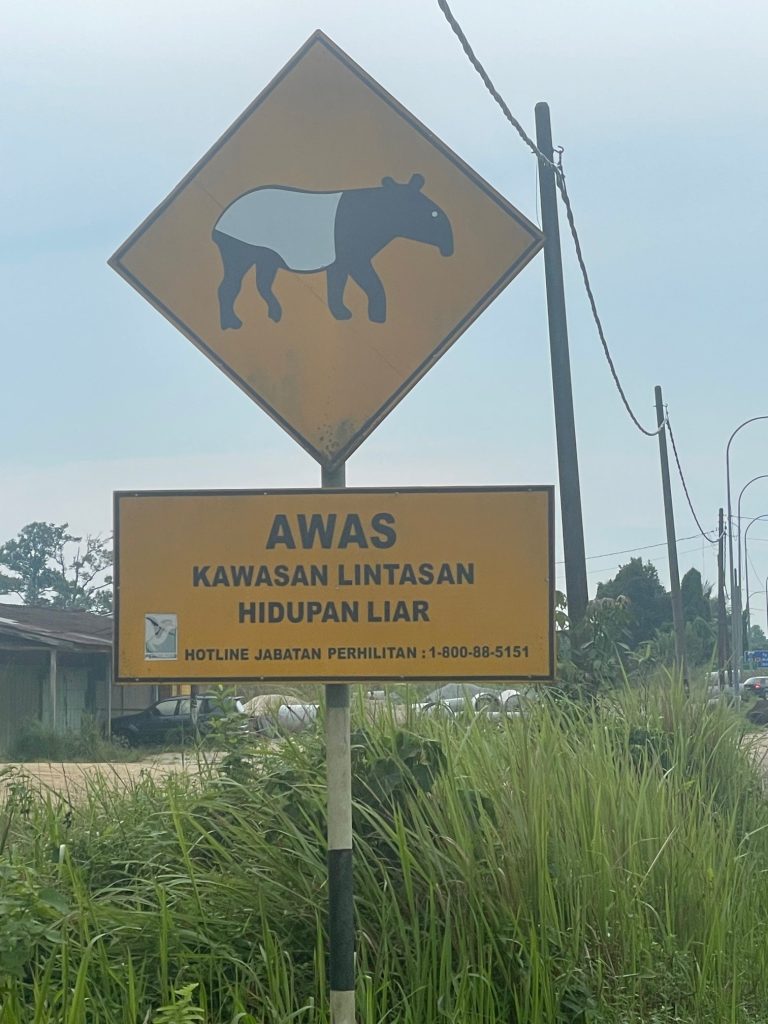 AWAS
KAWASAN LINTASAN
HIDUPAN LIAR
HOTLINE JABATAN PERHILITAN : 1-800-88-5151